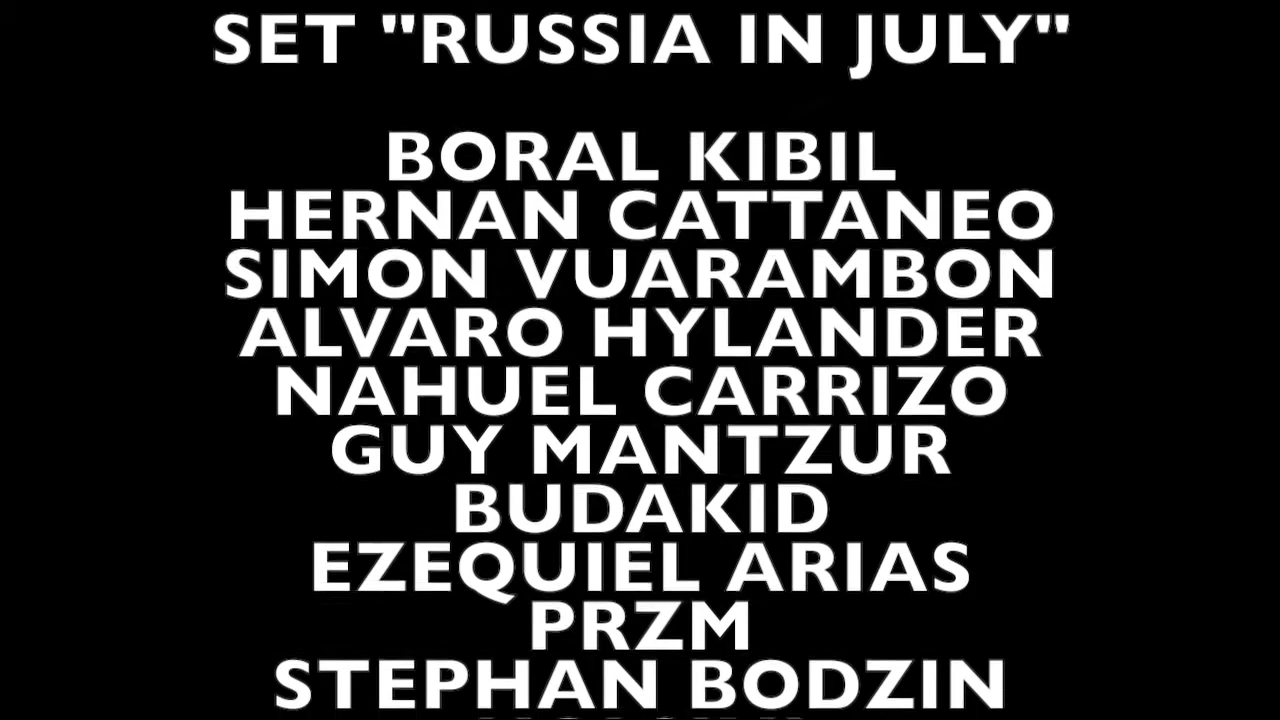 SET "RUSSIA IN JULY"
BORAL KIBIL
HERNAN CATTANEO
SIMON VUARAMBON
ALVARO HYLANDER
NAHUEL CARRIZO
GUY MANTZUR
BUDAKID
EZEQUIEL ARIAS
PRZM
STEPHAN BODZIN